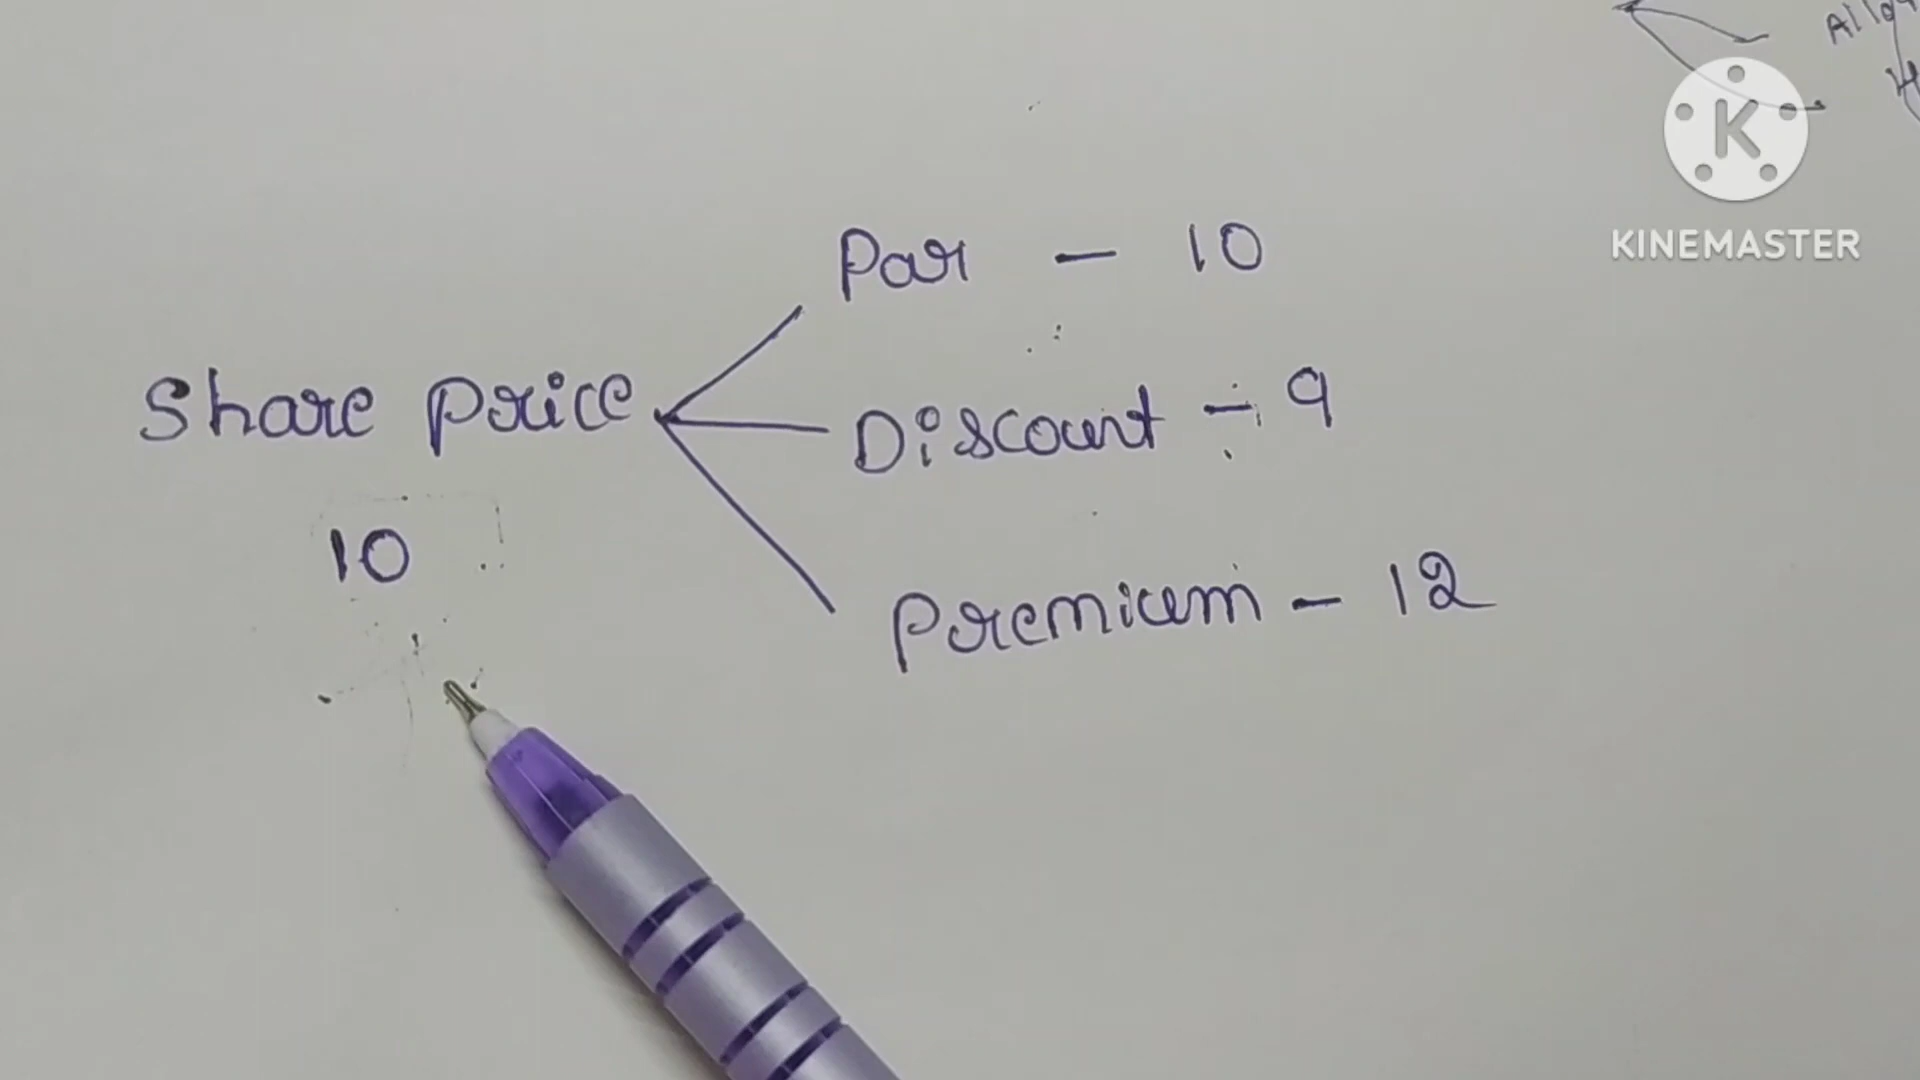 Par - 10
Share price
Discount - 9
10
Premium - 12
KINEMASTER